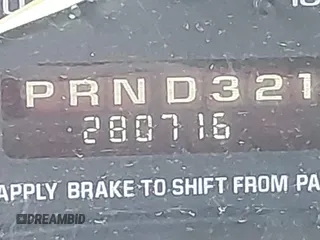 PRND321
280716
APPLY BRAKE TO SHIFT FROM PA
DREAMBID